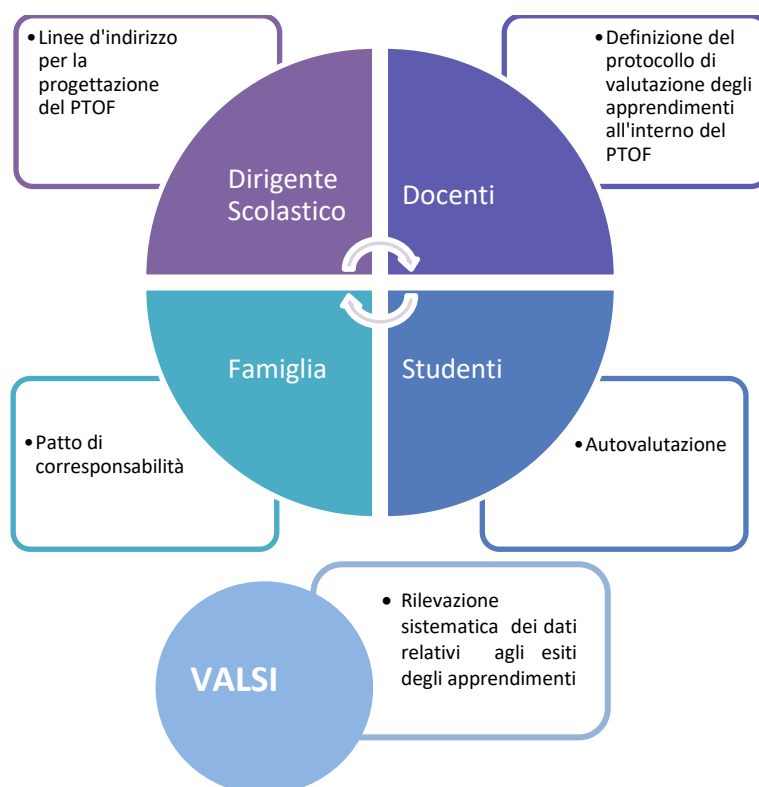 •Linee d'indirizzo
per la
progettazione
del PTOF
•Definizione del
protocollo di
valutazione degli
apprendimenti
all'interno del
PTOF
Dirigente
Scolastico
Docenti
Famiglia
Studenti
•Patto di
corresponsabilità
•Autovalutazione
VALSI
• Rilevazione
sistematica dei dati
relativi agli esiti
degli apprendimenti